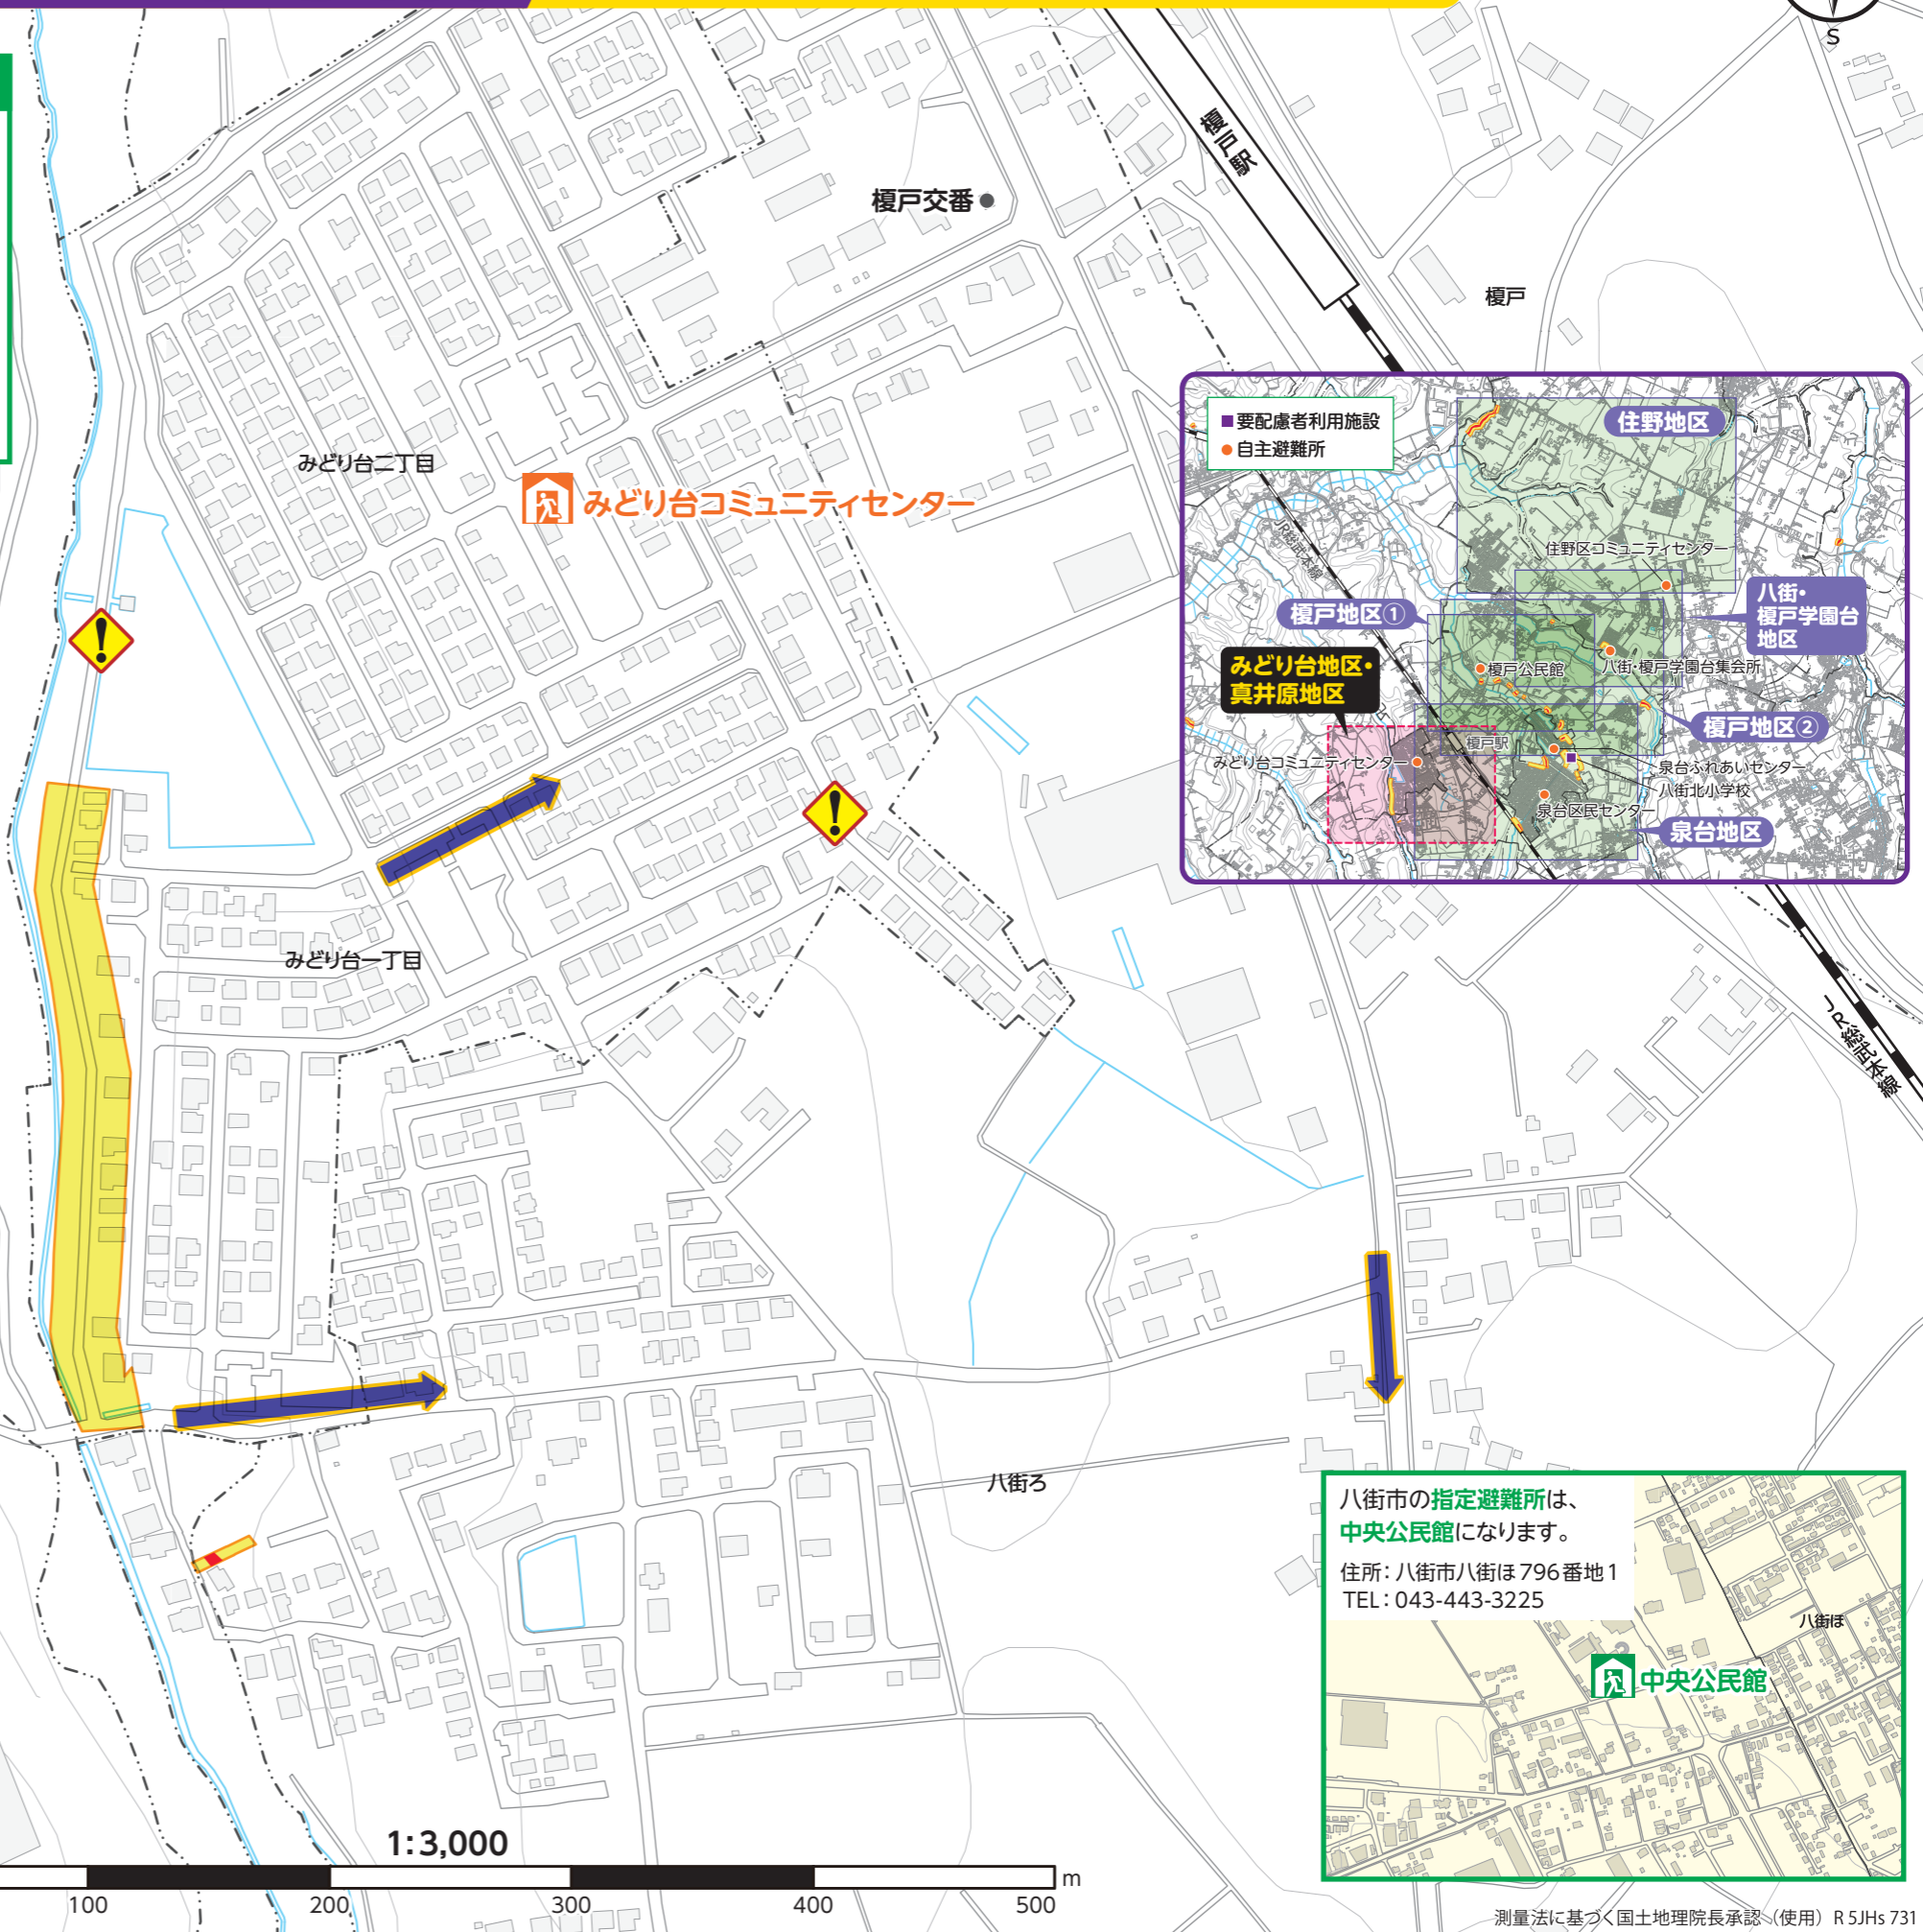 S
榎戸駅
榎戸交番
榎戸
みどり台二丁目
みどり台コミュニティセンター
■要配慮者利用施設
●自主避難所
住野地区
JR総武本線
住野区コミュニティセンター
八街・
榎戸学園台
地区
榎戸地区①
榎戸公民館
八街・榎戸学園台集会所
みどり台地区・
真井原地区
榎戸地区②
榎戸駅
みどり台コミュニティセンター
泉台ふれあいセンター
八街北小学校
泉台区民センター
泉台地区
みどり台一丁目
JR総武本線
八街ろ
八街市の指定避難所は、
中央公民館になります。
住所：八街市八街ほ796番地1
TEL：043-443-3225
八街ほ
中央公民館
1:3,000
100 200 300 400 500 m
測量法に基づく国土地理院長承認（使用）R 5JHs 731